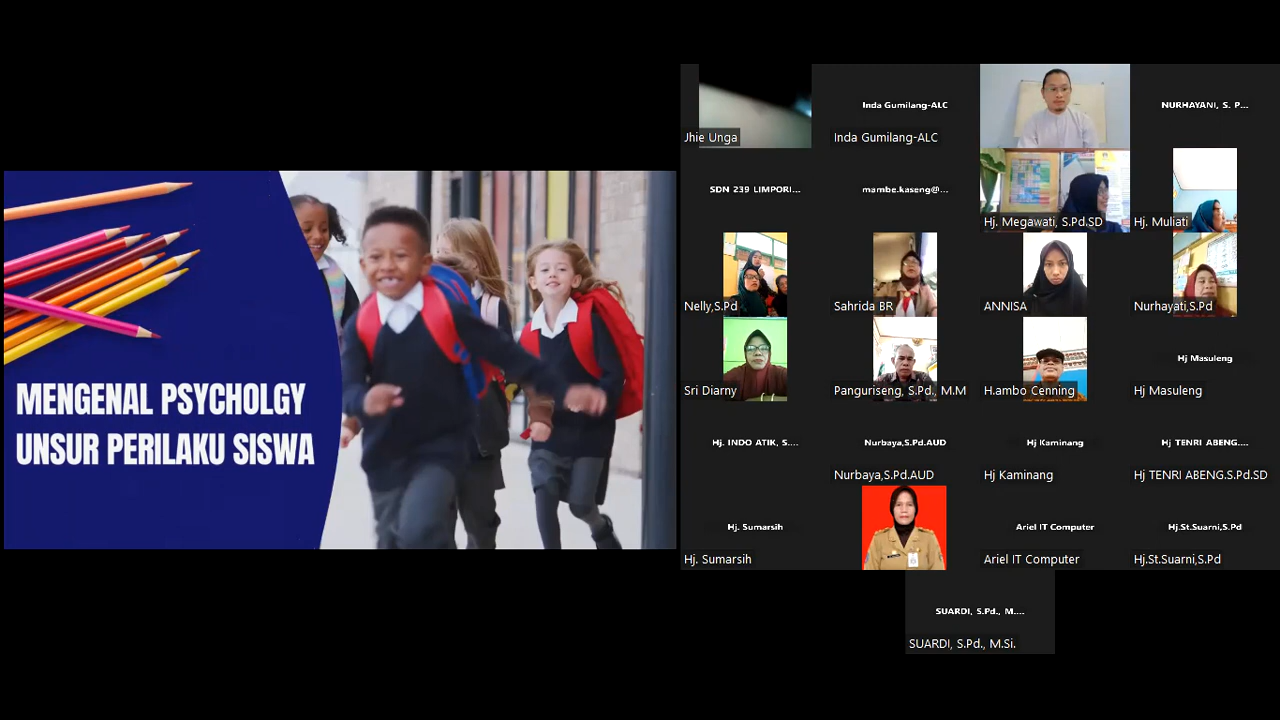 MENGENAL PSYCHOLGY
UNSUR PERILAKU SISWA
Jhie Unga
Inda Gumilang-ALC
Inda Gumilang-ALC
NURHAYANI, S. P...
SDN 239 LIMPORI...
mambe.kaseng@...
Hj. Megawati, S.Pd.SD
Hj. Muliati
Nelly,S.Pd
Sahrida BR
ANNISA
Nurhayati,S.Pd
Sri Diarny
Panguriseng, S.Pd., M.M
H.ambo Cenning
Hj Masuleng
Hj Masuleng
Hj. INDO ATIK, S....
Nurbaya,S.Pd.AUD
Nurbaya,S.Pd.AUD
Hj Kaminang
Hj Kaminang
Hj TENRI ABENG....
Hj TENRI ABENG.S.Pd.SD
Hj. Sumarsih
Hj. Sumarsih
Ariel IT Computer
Ariel IT Computer
Hj.St.Suarni,S.Pd
Hj.St.Suarni,S.Pd
SUARDI, S.Pd., M....
SUARDI, S.Pd., M.Si.